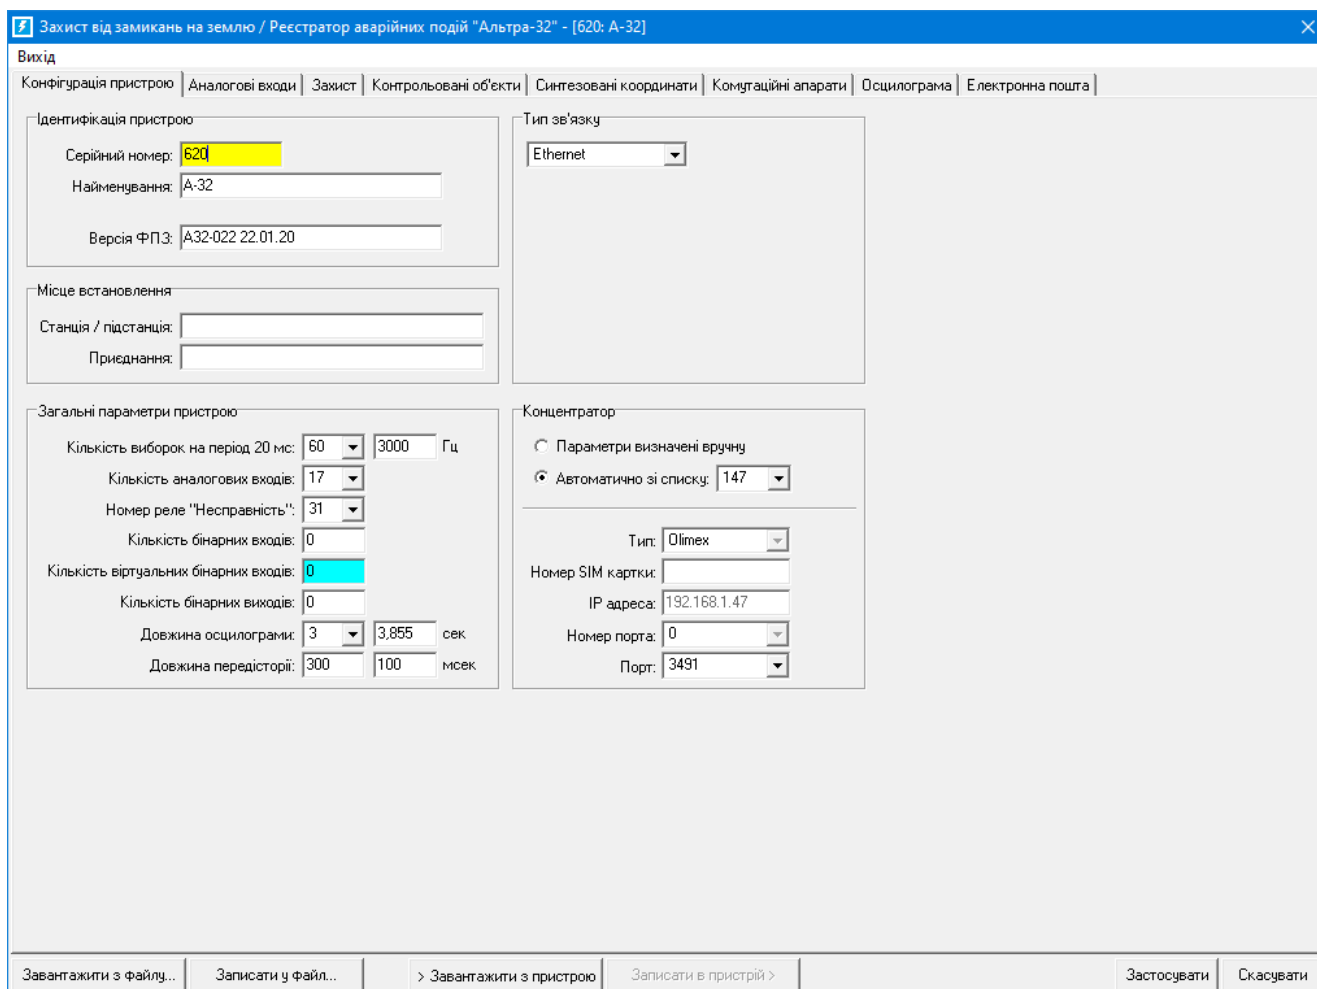 Захист від замикань на землю / Реєстратор аварійних подій "Альтра-32" - [620: А-32]
Вихід
Конфігурація пристрою Аналогові входи Захист Контрольовані об'єкти Синтезовані координати Комутаційні апарати Осцилограма Електронна пошта
Ідентифікація пристрою
Серійний номер: 620
Найменування: А-32
Версія ФПЗ: А32-022 22.01.20
Місце встановлення
Станція / підстанція:
Приєднання:
Тип зв'язку
Ethernet
Загальні параметри пристрою
Кількість виборок на період 20 мс: 60 3000 Гц
Кількість аналогових входів: 17
Номер реле "Несправність": 31
Кількість бінарних входів: 0
Кількість віртуальних бінарних входів: 0
Кількість бінарних виходів: 0
Довжина осцилограми: 3 3,855 сек
Довжина передісторії: 300 100 мсек
Концентратор
Параметри визначені вручну
Автоматично зі списку: 147
Тип: Olimex
Номер SIM картки:
IP адреса: 192.168.1.47
Номер порта: 0
Порт: 3491
Завантажити з файлу... Записати у файл... > Завантажити з пристрою Записати в пристрій > Застосувати Скасувати